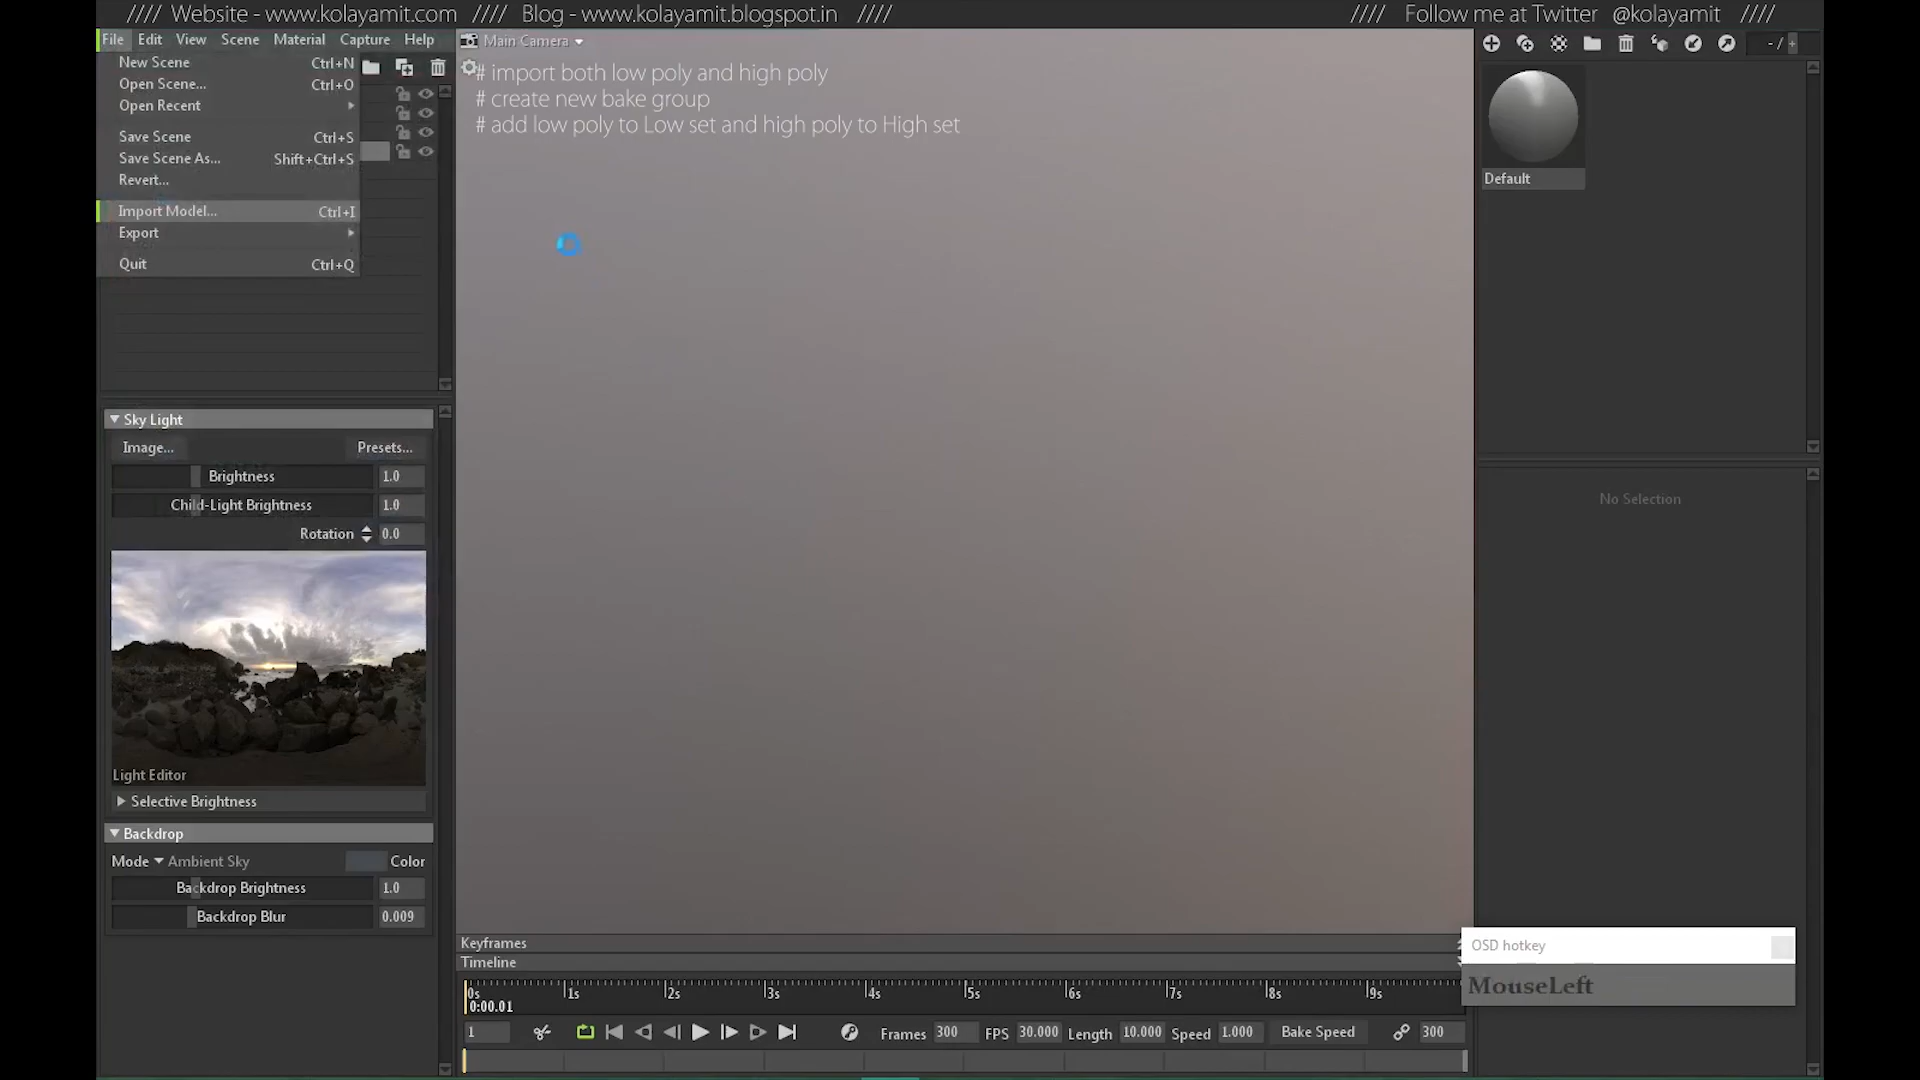 //// Website - www.kolayamit.com //// Blog - www.kolayamit.blogspot.in ////
//// Follow me at Twitter @kolayamit ////
File Edit View Scene Material Capture Help
New Scene Ctrl+N
Open Scene... Ctrl+O
Open Recent
Save Scene Ctrl+S
Save Scene As... Shift+Ctrl+S
Revert...
Import Model... Ctrl+I
Export
Quit Ctrl+Q
Main Camera
# import both low poly and high poly
# create new bake group
# add low poly to Low set and high poly to High set
- / +
Default
No Selection
Sky Light
Image... Presets...
Brightness 1.0
Child-Light Brightness 1.0
Rotation 0.0
Light Editor
Selective Brightness
Backdrop
Mode Ambient Sky Color
Backdrop Brightness 1.0
Backdrop Blur 0.009
Keyframes
Timeline
0s 1s 2s 3s 4s 5s 6s 7s 8s 9s
0:00.01
1 Frames 300 FPS 30.000 Length 10.000 Speed 1.000 Bake Speed 300
OSD hotkey
MouseLeft